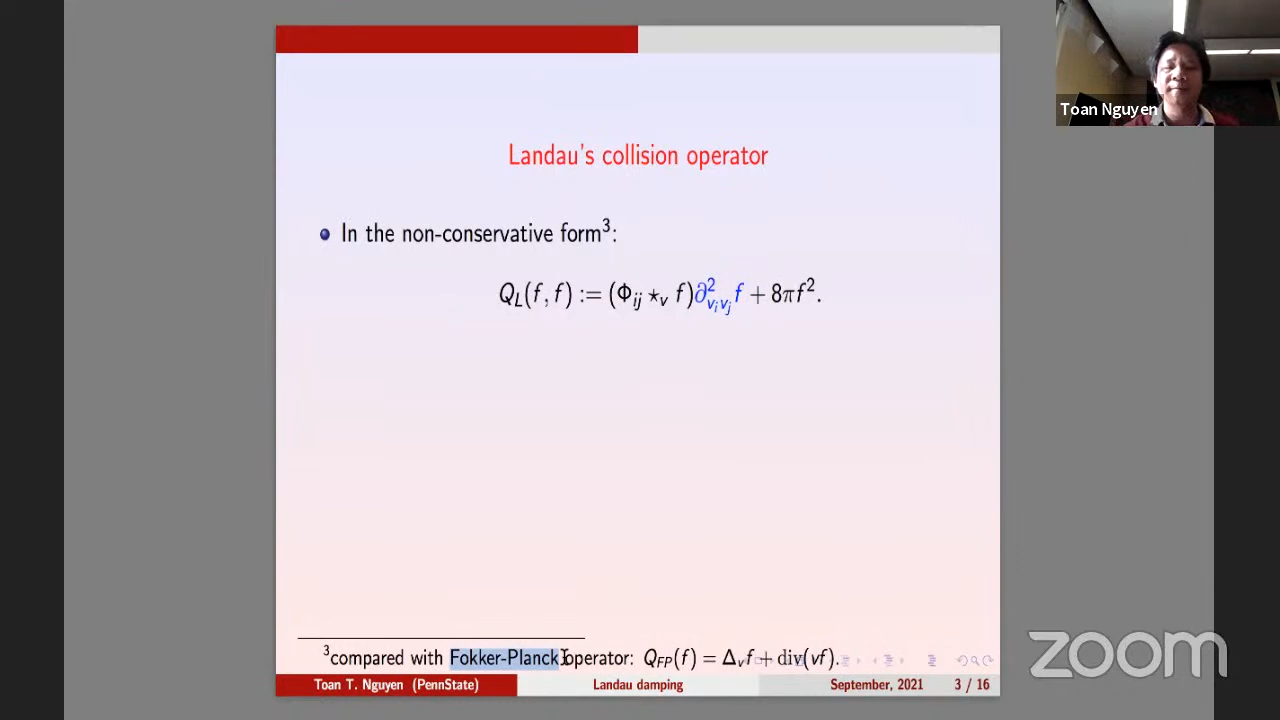 Toan Nguyen
Landau's collision operator
In the non-conservative form³:
Q_L(f, f) := (Φ_ij ⋆_v f)∂²_{v_i v_j} f + 8πf².
³compared with Fokker-Planck operator: Q_FP(f) = Δ_v f + div(vf).
Toan T. Nguyen (PennState) Landau damping September, 2021 3 / 16
zoom